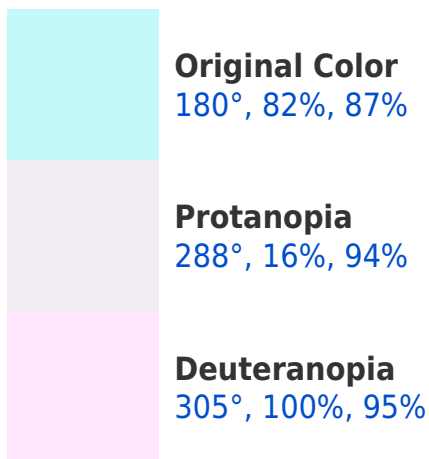 Original Color
180°, 82%, 87%
Protanopia
288°, 16%, 94%
Deuteranopia
305°, 100%, 95%